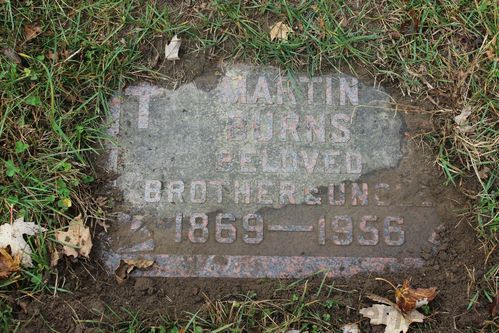 MARTIN
BURNS
BELOVED
BROTHER & UNCLE
1869—1956